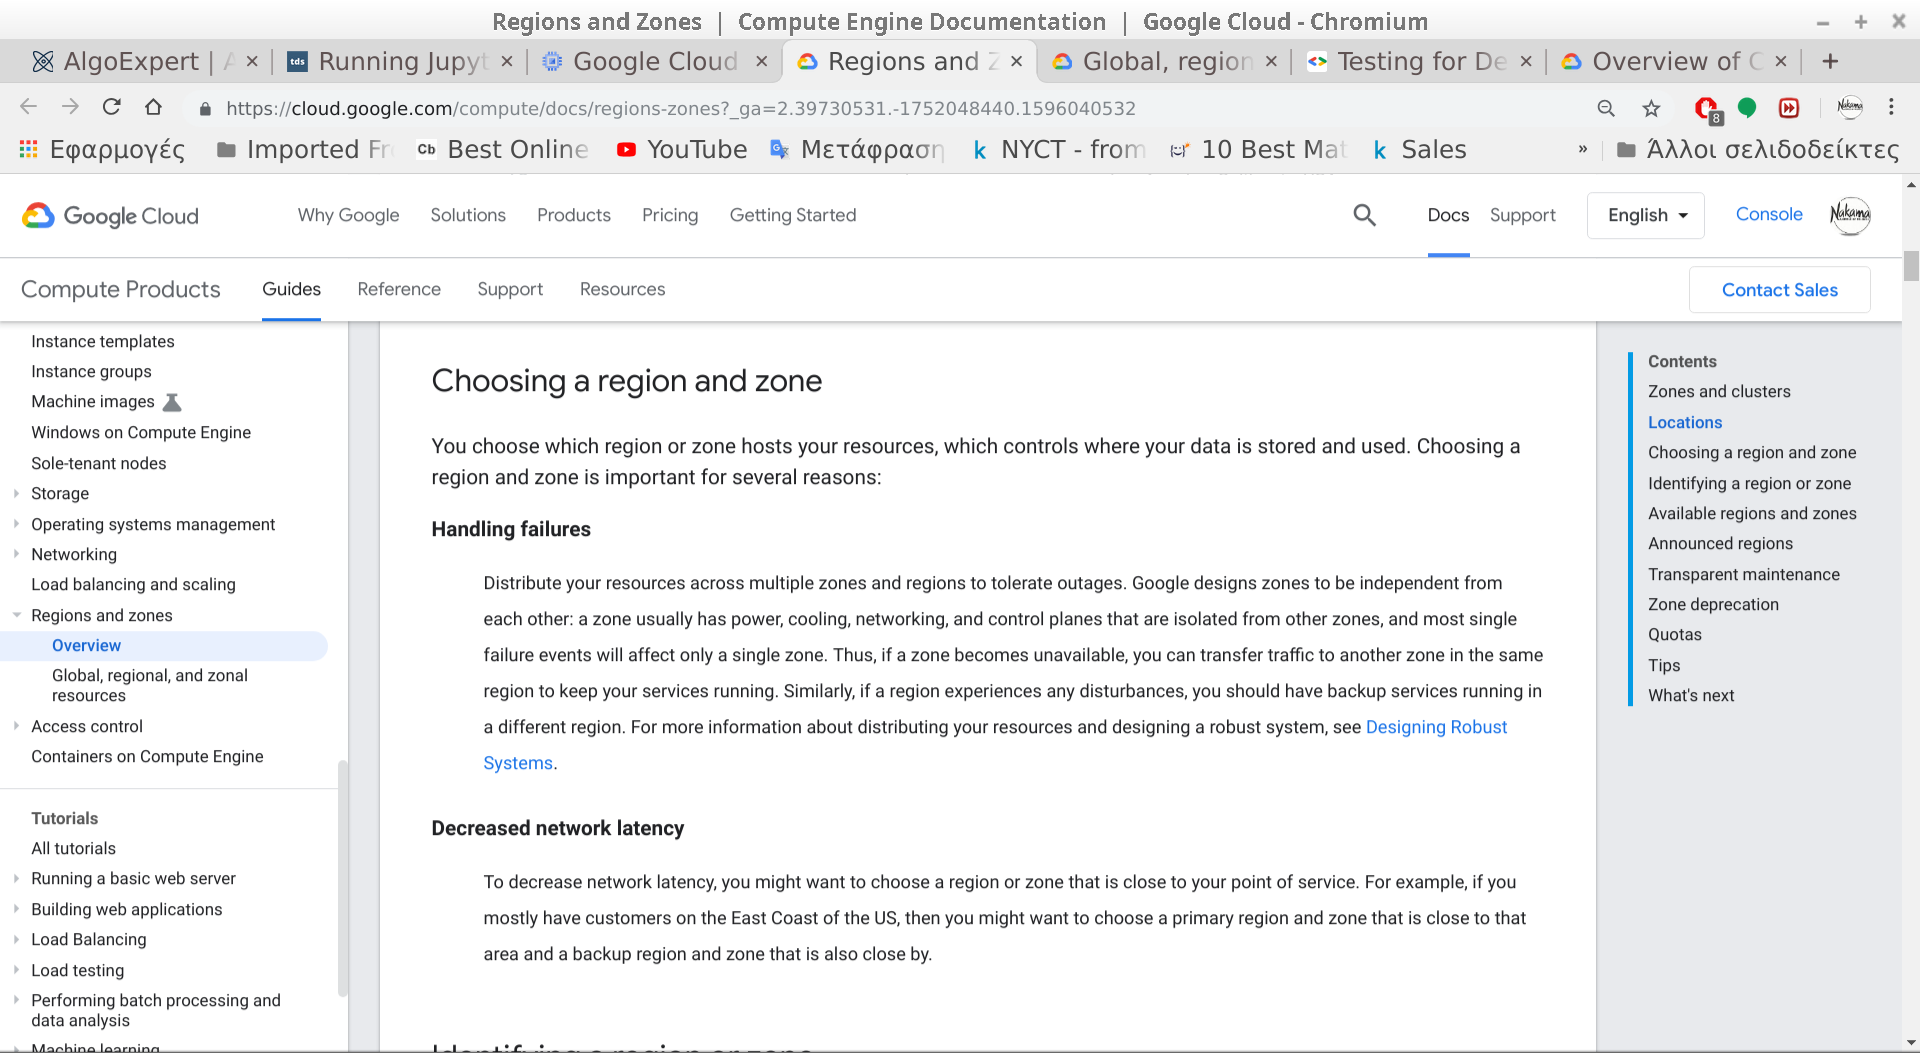 Regions and Zones | Compute Engine Documentation | Google Cloud - Chromium
AlgoExpert |
Running Jupyt
Google Cloud
Regions and Z
Global, region
Testing for De
Overview of C
https://cloud.google.com/compute/docs/regions-zones?_ga=2.39730531.-1752048440.1596040532
8
Nakama
Εφαρμογές
Imported Fr
Cb Best Online
YouTube
Μετάφραση
k NYCT - from
10 Best Mat
k Sales
»
Άλλοι σελιδοδείκτες
Google Cloud
Why Google
Solutions
Products
Pricing
Getting Started
Docs
Support
English
Console
Nakama
Compute Products
Guides
Reference
Support
Resources
Contact Sales
Instance templates
Instance groups
Machine images
Windows on Compute Engine
Sole-tenant nodes
Storage
Operating systems management
Networking
Load balancing and scaling
Regions and zones
Overview
Global, regional, and zonal
resources
Access control
Containers on Compute Engine
Tutorials
All tutorials
Running a basic web server
Building web applications
Load Balancing
Load testing
Performing batch processing and
data analysis
Machine learning
Choosing a region and zone
You choose which region or zone hosts your resources, which controls where your data is stored and used. Choosing a
region and zone is important for several reasons:
Handling failures
Distribute your resources across multiple zones and regions to tolerate outages. Google designs zones to be independent from
each other: a zone usually has power, cooling, networking, and control planes that are isolated from other zones, and most single
failure events will affect only a single zone. Thus, if a zone becomes unavailable, you can transfer traffic to another zone in the same
region to keep your services running. Similarly, if a region experiences any disturbances, you should have backup services running in
a different region. For more information about distributing your resources and designing a robust system, see Designing Robust
Systems.
Decreased network latency
To decrease network latency, you might want to choose a region or zone that is close to your point of service. For example, if you
mostly have customers on the East Coast of the US, then you might want to choose a primary region and zone that is close to that
area and a backup region and zone that is also close by.
Identifying a region or zone
Contents
Zones and clusters
Locations
Choosing a region and zone
Identifying a region or zone
Available regions and zones
Announced regions
Transparent maintenance
Zone deprecation
Quotas
Tips
What's next